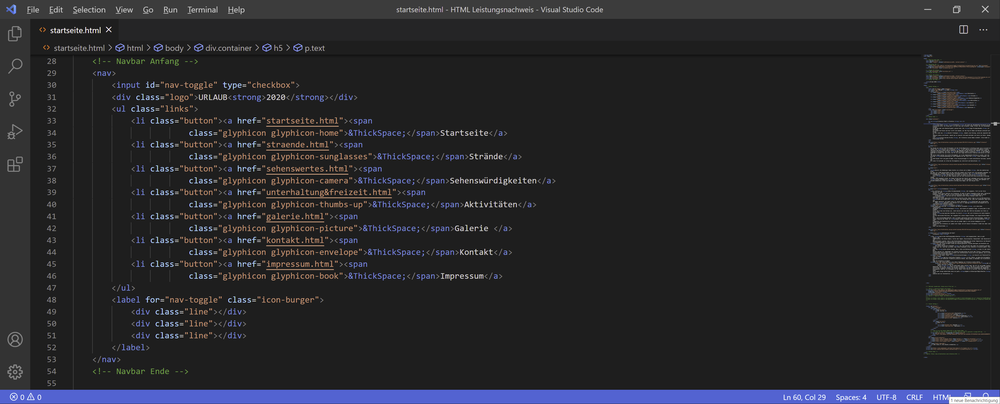 File Edit Selection View Go Run Terminal Help startseite.html - HTML Leistungsnachweis - Visual Studio Code
startseite.html
startseite.html > html > body > div.container > h5 > p.text
28 <!-- Navbar Anfang -->
29 <nav>
30 <input id="nav-toggle" type="checkbox">
31 <div class="logo">URLAUB<strong>2020</strong></div>
32 <ul class="links">
33 <li class="button"><a href="startseite.html"><span
34 class="glyphicon glyphicon-home">&ThickSpace;</span>Startseite</a>
35 <li class="button"><a href="straende.html"><span
36 class="glyphicon glyphicon-sunglasses">&ThickSpace;</span>Strände</a>
37 <li class="button"><a href="sehenswertes.html"><span
38 class="glyphicon glyphicon-camera">&ThickSpace;</span>Sehenswürdigkeiten</a>
39 <li class="button"><a href="unterhaltung&freizeit.html"><span
40 class="glyphicon glyphicon-thumbs-up">&ThickSpace;</span>Aktivitäten</a>
41 <li class="button"><a href="galerie.html"><span
42 class="glyphicon glyphicon-picture">&ThickSpace;</span>Galerie </a>
43 <li class="button"><a href="kontakt.html"><span
44 class="glyphicon glyphicon-envelope">&ThickSpace;</span>Kontakt</a>
45 <li class="button"><a href="impressum.html"><span
46 class="glyphicon glyphicon-book">&ThickSpace;</span>Impressum</a>
47 </ul>
48 <label for="nav-toggle" class="icon-burger">
49 <div class="line"></div>
50 <div class="line"></div>
51 <div class="line"></div>
52 </label>
53 </nav>
54 <!-- Navbar Ende -->
55
0 0 Ln 60, Col 29 Spaces: 4 UTF-8 CRLF HTML
1 neue Benachrichtigung